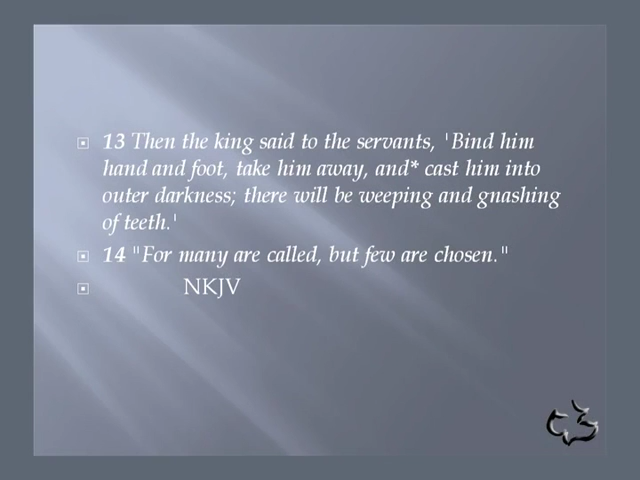 13 Then the king said to the servants, 'Bind him
hand and foot, take him away, and* cast him into
outer darkness; there will be weeping and gnashing
of teeth.'
14 "For many are called, but few are chosen."
NKJV